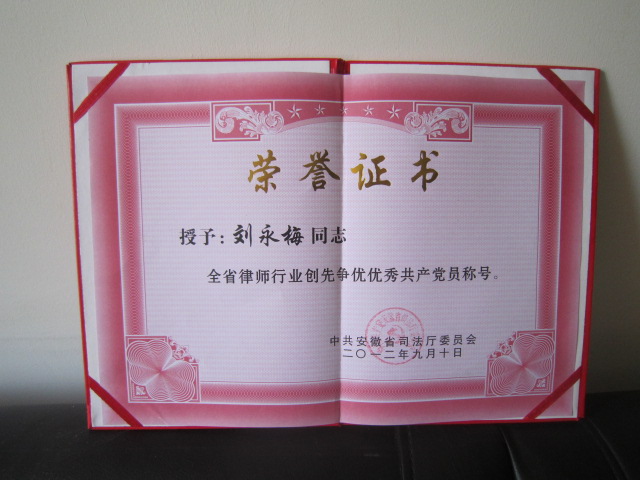 荣誉证书
授予：刘永梅同志
全省律师行业创先争优优秀共产党员称号。
中共安徽省司法厅委员会
二〇一二年九月十日